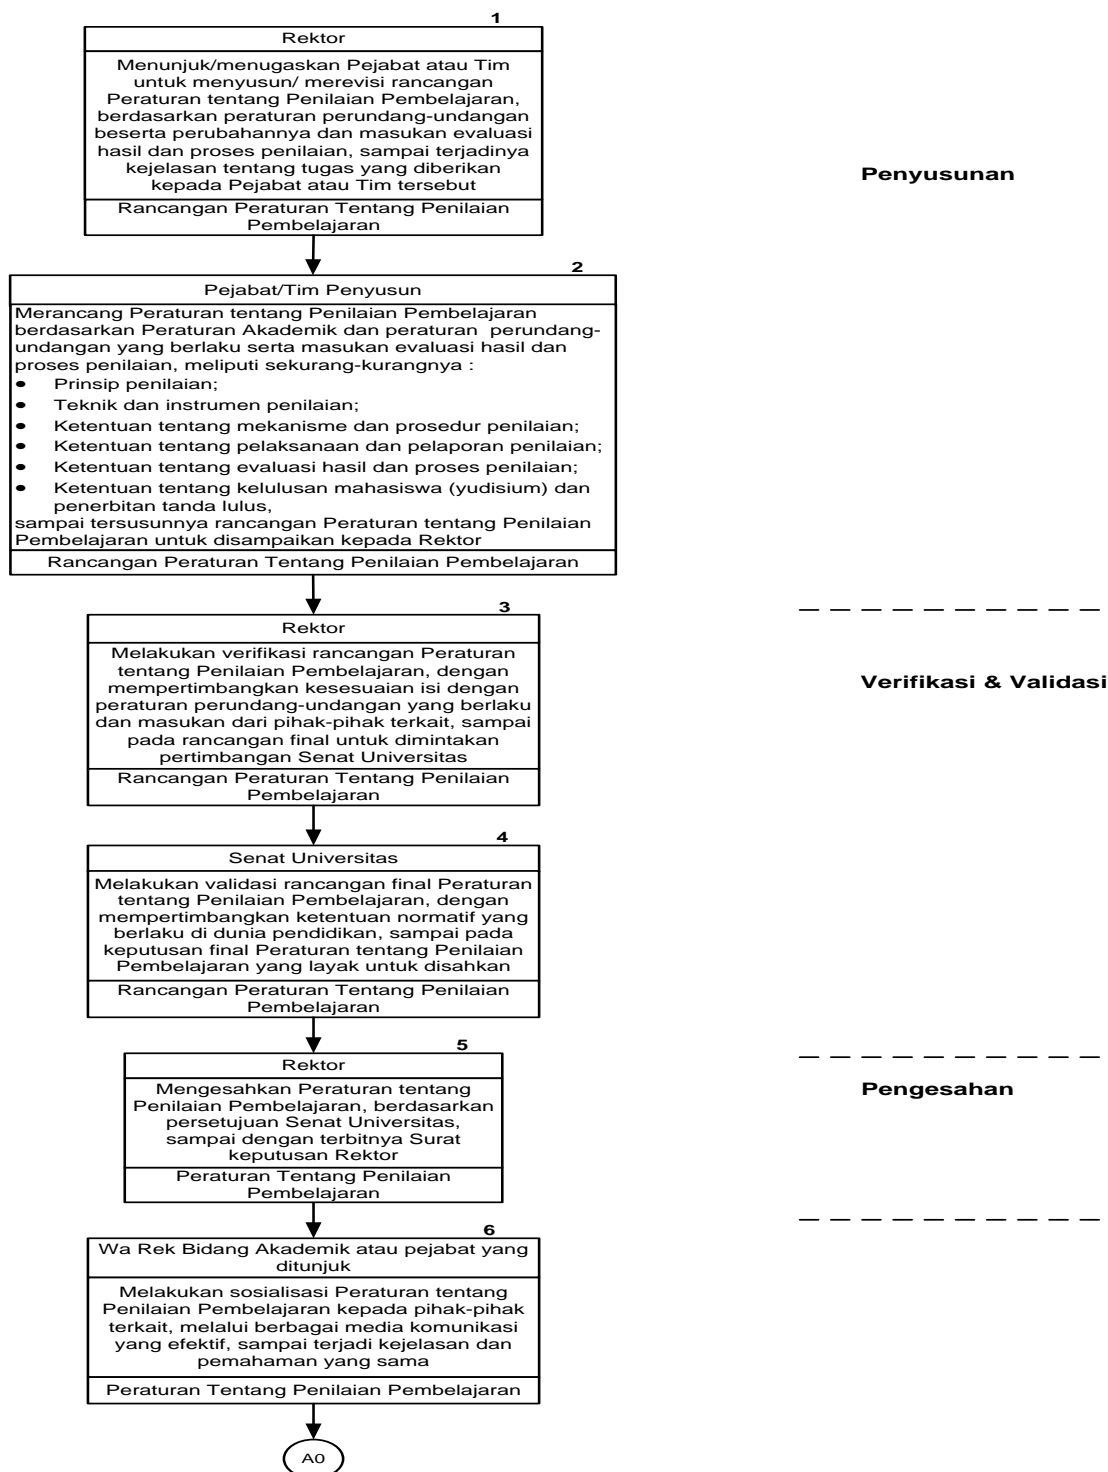 1
Rektor
Menunjuk/menugaskan Pejabat atau Tim
untuk menyusun/ merevisi rancangan
Peraturan tentang Penilaian Pembelajaran,
berdasarkan peraturan perundang-undangan
beserta perubahannya dan masukan evaluasi
hasil dan proses penilaian, sampai terjadinya
kejelasan tentang tugas yang diberikan
kepada Pejabat atau Tim tersebut
Rancangan Peraturan Tentang Penilaian
Pembelajaran
Penyusunan
2
Pejabat/Tim Penyusun
Merancang Peraturan tentang Penilaian Pembelajaran
berdasarkan Peraturan Akademik dan peraturan perundang-
undangan yang berlaku serta masukan evaluasi hasil dan
proses penilaian, meliputi sekurang-kurangnya :
● Prinsip penilaian;
● Teknik dan instrumen penilaian;
● Ketentuan tentang mekanisme dan prosedur penilaian;
● Ketentuan tentang pelaksanaan dan pelaporan penilaian;
● Ketentuan tentang evaluasi hasil dan proses penilaian;
● Ketentuan tentang kelulusan mahasiswa (yudisium) dan
penerbitan tanda lulus,
sampai tersusunnya rancangan Peraturan tentang Penilaian
Pembelajaran untuk disampaikan kepada Rektor
Rancangan Peraturan Tentang Penilaian Pembelajaran
3
Rektor
Melakukan verifikasi rancangan Peraturan
tentang Penilaian Pembelajaran, dengan
mempertimbangkan kesesuaian isi dengan
peraturan perundang-undangan yang berlaku
dan masukan dari pihak-pihak terkait, sampai
pada rancangan final untuk dimintakan
pertimbangan Senat Universitas
Rancangan Peraturan Tentang Penilaian
Pembelajaran
Verifikasi & Validasi
4
Senat Universitas
Melakukan validasi rancangan final Peraturan
tentang Penilaian Pembelajaran, dengan
mempertimbangkan ketentuan normatif yang
berlaku di dunia pendidikan, sampai pada
keputusan final Peraturan tentang Penilaian
Pembelajaran yang layak untuk disahkan
Rancangan Peraturan Tentang Penilaian
Pembelajaran
5
Rektor
Mengesahkan Peraturan tentang
Penilaian Pembelajaran, berdasarkan
persetujuan Senat Universitas,
sampai dengan terbitnya Surat
keputusan Rektor
Peraturan Tentang Penilaian
Pembelajaran
Pengesahan
6
Wa Rek Bidang Akademik atau pejabat yang
ditunjuk
Melakukan sosialisasi Peraturan tentang
Penilaian Pembelajaran kepada pihak-pihak
terkait, melalui berbagai media komunikasi
yang efektif, sampai terjadi kejelasan dan
pemahaman yang sama
Peraturan Tentang Penilaian Pembelajaran
A0